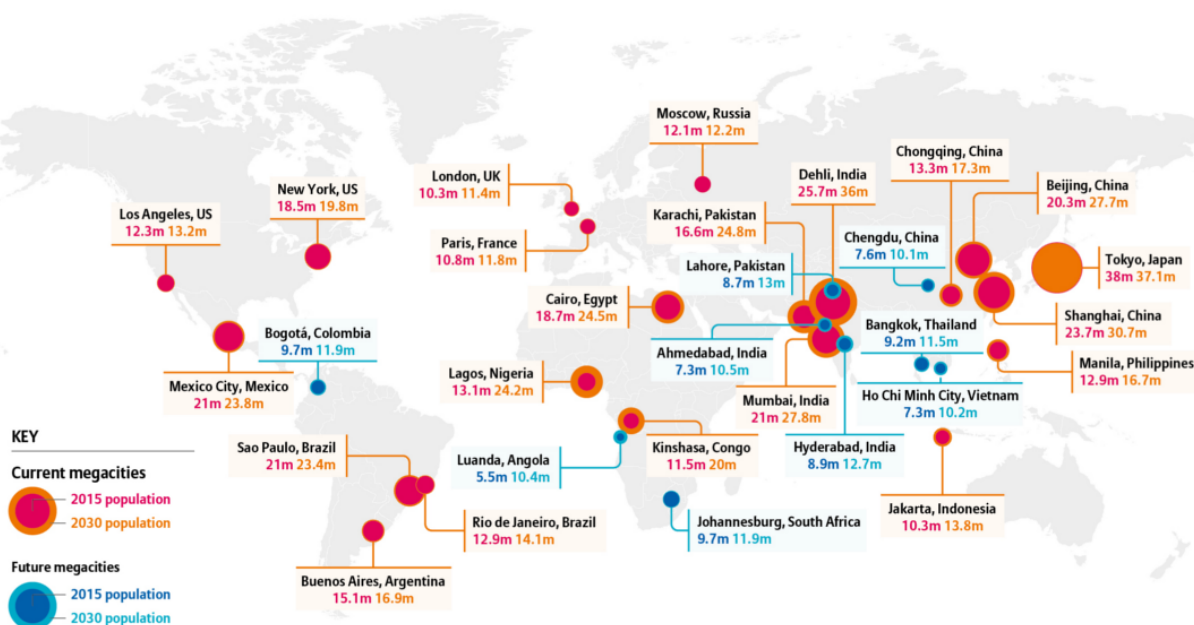 Moscow, Russia
12.1m 12.2m
Chongqing, China
13.3m 17.3m
London, UK
10.3m 11.4m
Dehli, India
25.7m 36m
Beijing, China
20.3m 27.7m
New York, US
18.5m 19.8m
Los Angeles, US
12.3m 13.2m
Karachi, Pakistan
16.6m 24.8m
Chengdu, China
7.6m 10.1m
Paris, France
10.8m 11.8m
Lahore, Pakistan
8.7m 13m
Tokyo, Japan
38m 37.1m
Cairo, Egypt
18.7m 24.5m
Shanghai, China
23.7m 30.7m
Bogotá, Colombia
9.7m 11.9m
Bangkok, Thailand
9.2m 11.5m
Ahmedabad, India
7.3m 10.5m
Manila, Philippines
12.9m 16.7m
Mexico City, Mexico
21m 23.8m
Lagos, Nigeria
13.1m 24.2m
Mumbai, India
21m 27.8m
Ho Chi Minh City, Vietnam
7.3m 10.2m
KEY
Current megacities
2015 population
2030 population
Future megacities
2015 population
2030 population
Sao Paulo, Brazil
21m 23.4m
Luanda, Angola
5.5m 10.4m
Kinshasa, Congo
11.5m 20m
Hyderabad, India
8.9m 12.7m
Jakarta, Indonesia
10.3m 13.8m
Rio de Janeiro, Brazil
12.9m 14.1m
Johannesburg, South Africa
9.7m 11.9m
Buenos Aires, Argentina
15.1m 16.9m